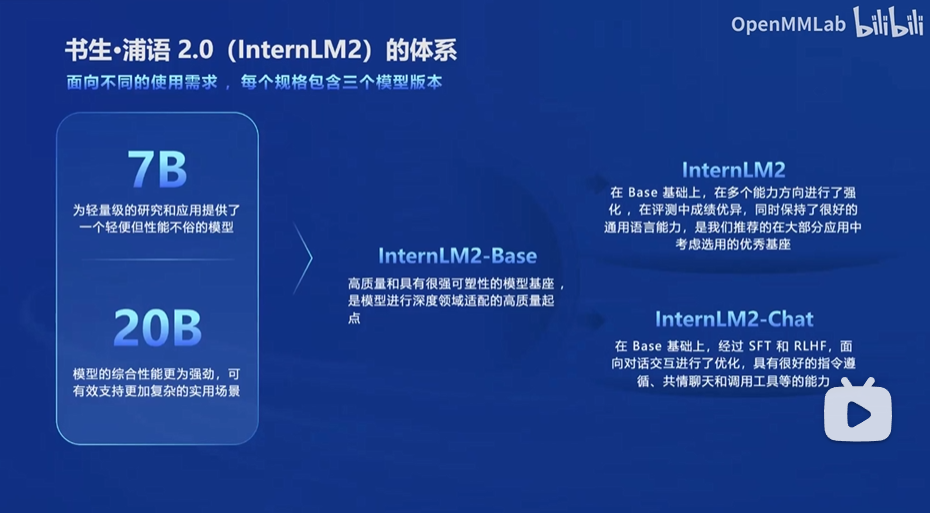 OpenMMLab bilibili
书生·浦语 2.0（InternLM2）的体系
面向不同的使用需求，每个规格包含三个模型版本
7B
为轻量级的研究和应用提供了
一个轻便但性能不俗的模型
20B
模型的综合性能更为强劲，可
有效支持更加复杂的实用场景
InternLM2-Base
高质量和具有很强可塑性的模型基座，
是模型进行深度领域适配的高质量起
点
InternLM2
在 Base 基础上，在多个能力方向进行了强
化，在评测中成绩优异，同时保持了很好的
通用语言能力，是我们推荐的在大部分应用中
考虑选用的优秀基座
InternLM2-Chat
在 Base 基础上，经过 SFT 和 RLHF，面
向对话交互进行了优化，具有很好的指令遵
循、共情聊天和调用工具等的能力